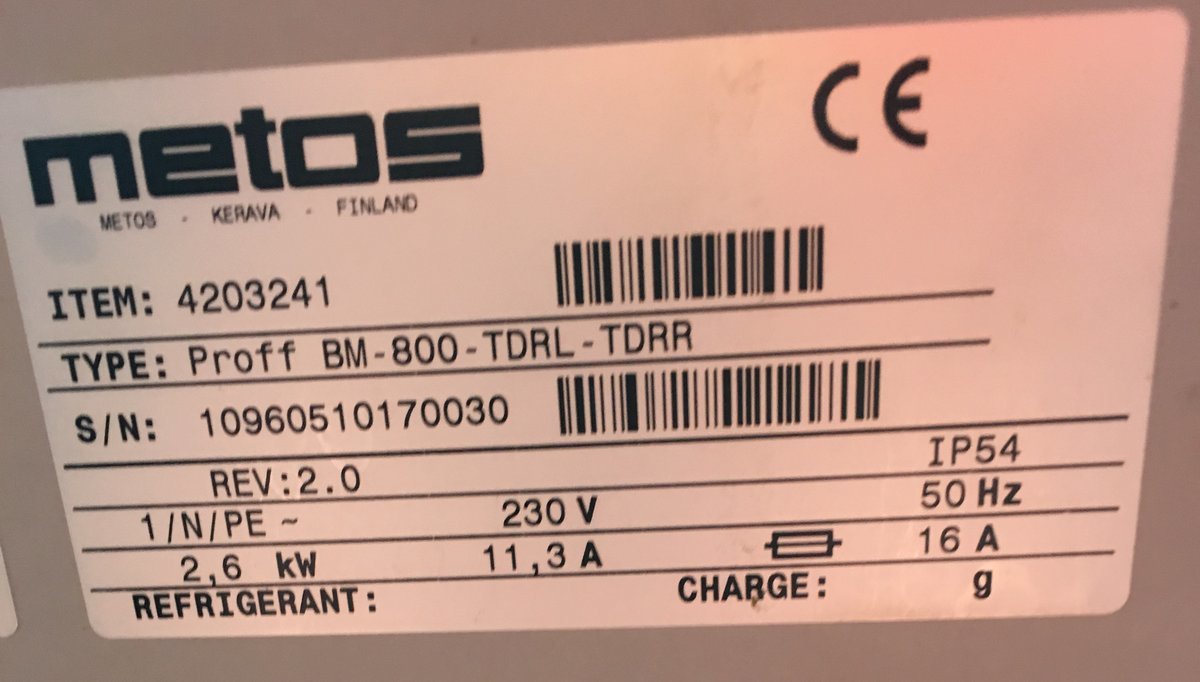 metos
CE
METOS - KERAVA - FINLAND
ITEM: 4203241
TYPE: Proff BM-800-TDRL-TDRR
S/N: 10960510170030
REV:2.0 IP54
1/N/PE ~ 230 V 50 Hz
2,6 kW 11,3 A 16 A
REFRIGERANT: CHARGE: g